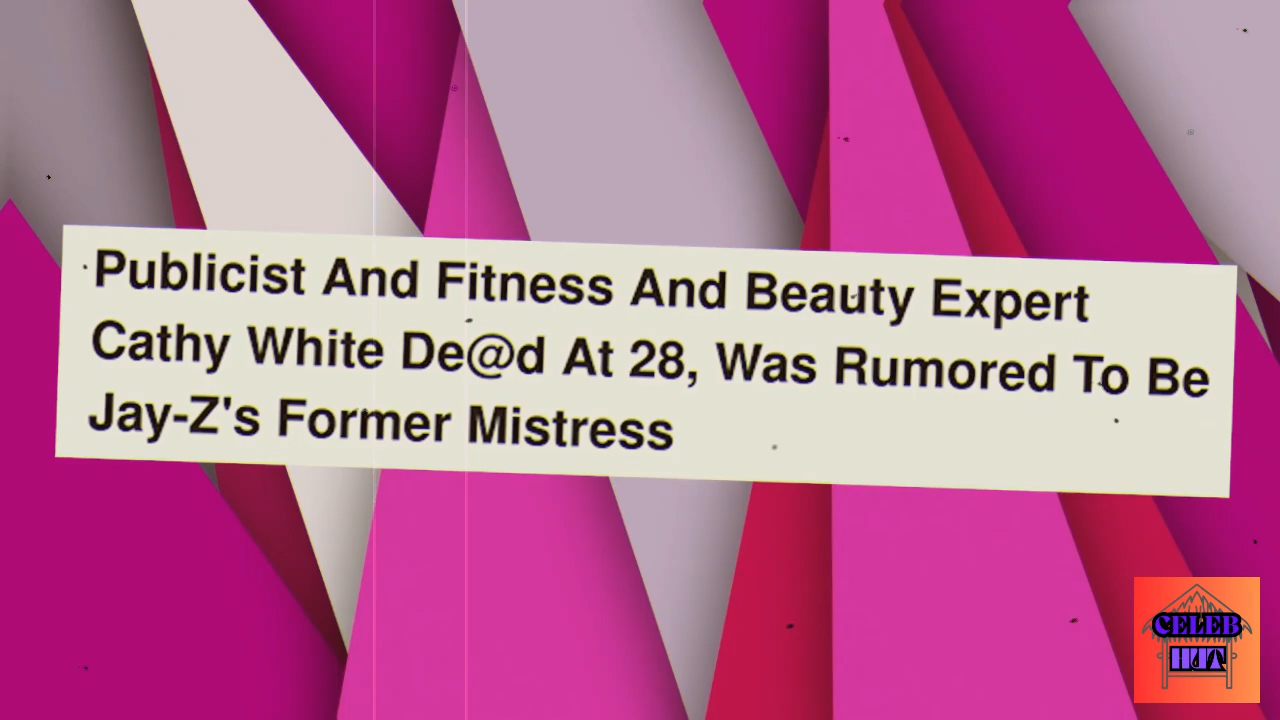 Publicist And Fitness And Beauty Expert
Cathy White De@d At 28, Was Rumored To Be
Jay-Z's Former Mistress
CELEB
HUT